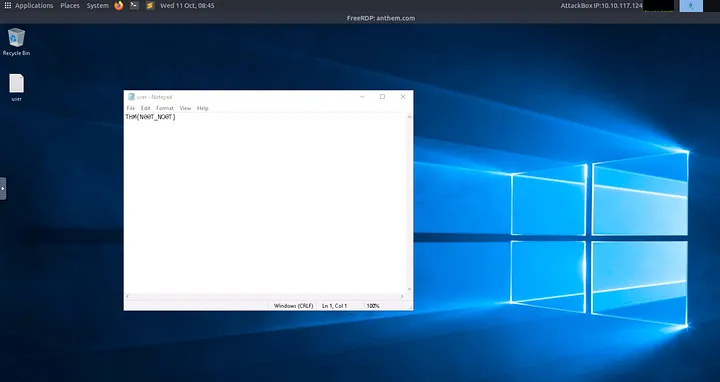 Applications Places System Wed 11 Oct, 08:45 AttackBox IP:10.10.117.124
FreeRDP: anthem.com
Recycle Bin
user
user - Notepad
File Edit Format View Help
THM{N00T_NO0T}
Windows (CRLF) Ln 1, Col 1 100%